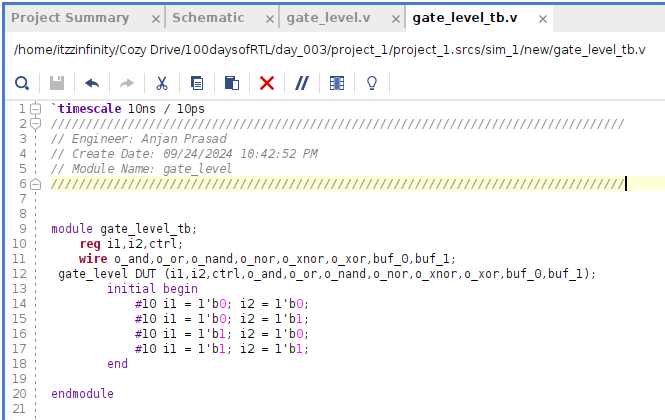 Project Summary × Schematic × gate_level.v × gate_level_tb.v ×
/home/itzzinfinity/Cozy Drive/100daysofRTL/day_003/project_1/project_1.srcs/sim_1/new/gate_level_tb.v
1 `timescale 10ns / 10ps
2 //////////////////////////////////////////////////////////////////////////////////
3 // Engineer: Anjan Prasad
4 // Create Date: 09/24/2024 10:42:52 PM
5 // Module Name: gate_level
6 //////////////////////////////////////////////////////////////////////////////////
7
8
9 module gate_level_tb;
10 reg i1,i2,ctrl;
11 wire o_and,o_or,o_nand,o_nor,o_xnor,o_xor,buf_0,buf_1;
12 gate_level DUT (i1,i2,ctrl,o_and,o_or,o_nand,o_nor,o_xnor,o_xor,buf_0,buf_1);
13 initial begin
14 #10 i1 = 1'b0; i2 = 1'b0;
15 #10 i1 = 1'b0; i2 = 1'b1;
16 #10 i1 = 1'b1; i2 = 1'b0;
17 #10 i1 = 1'b1; i2 = 1'b1;
18 end
19
20 endmodule
21